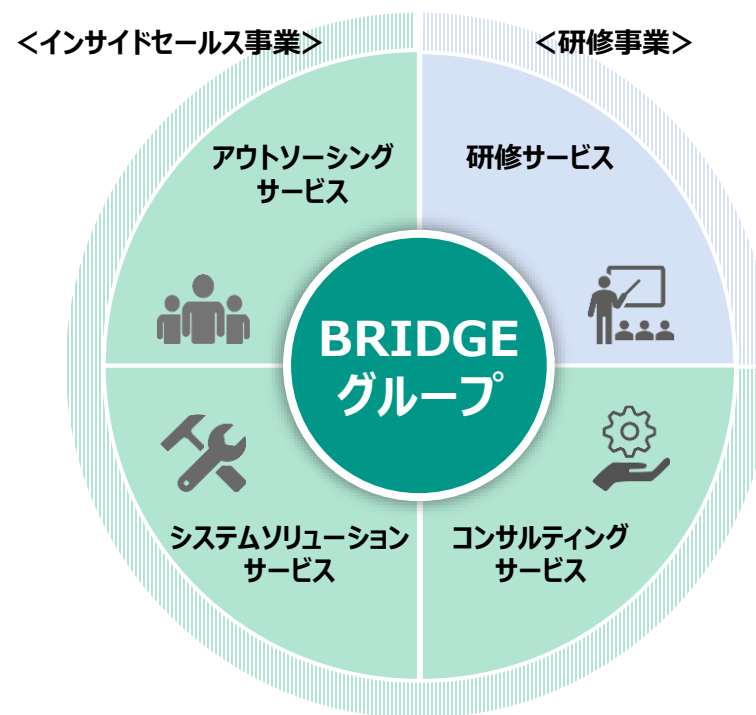 ＜インサイドセールス事業＞
＜研修事業＞
アウトソーシング
サービス
研修サービス
BRIDGE
グループ
システムソリューション
サービス
コンサルティング
サービス